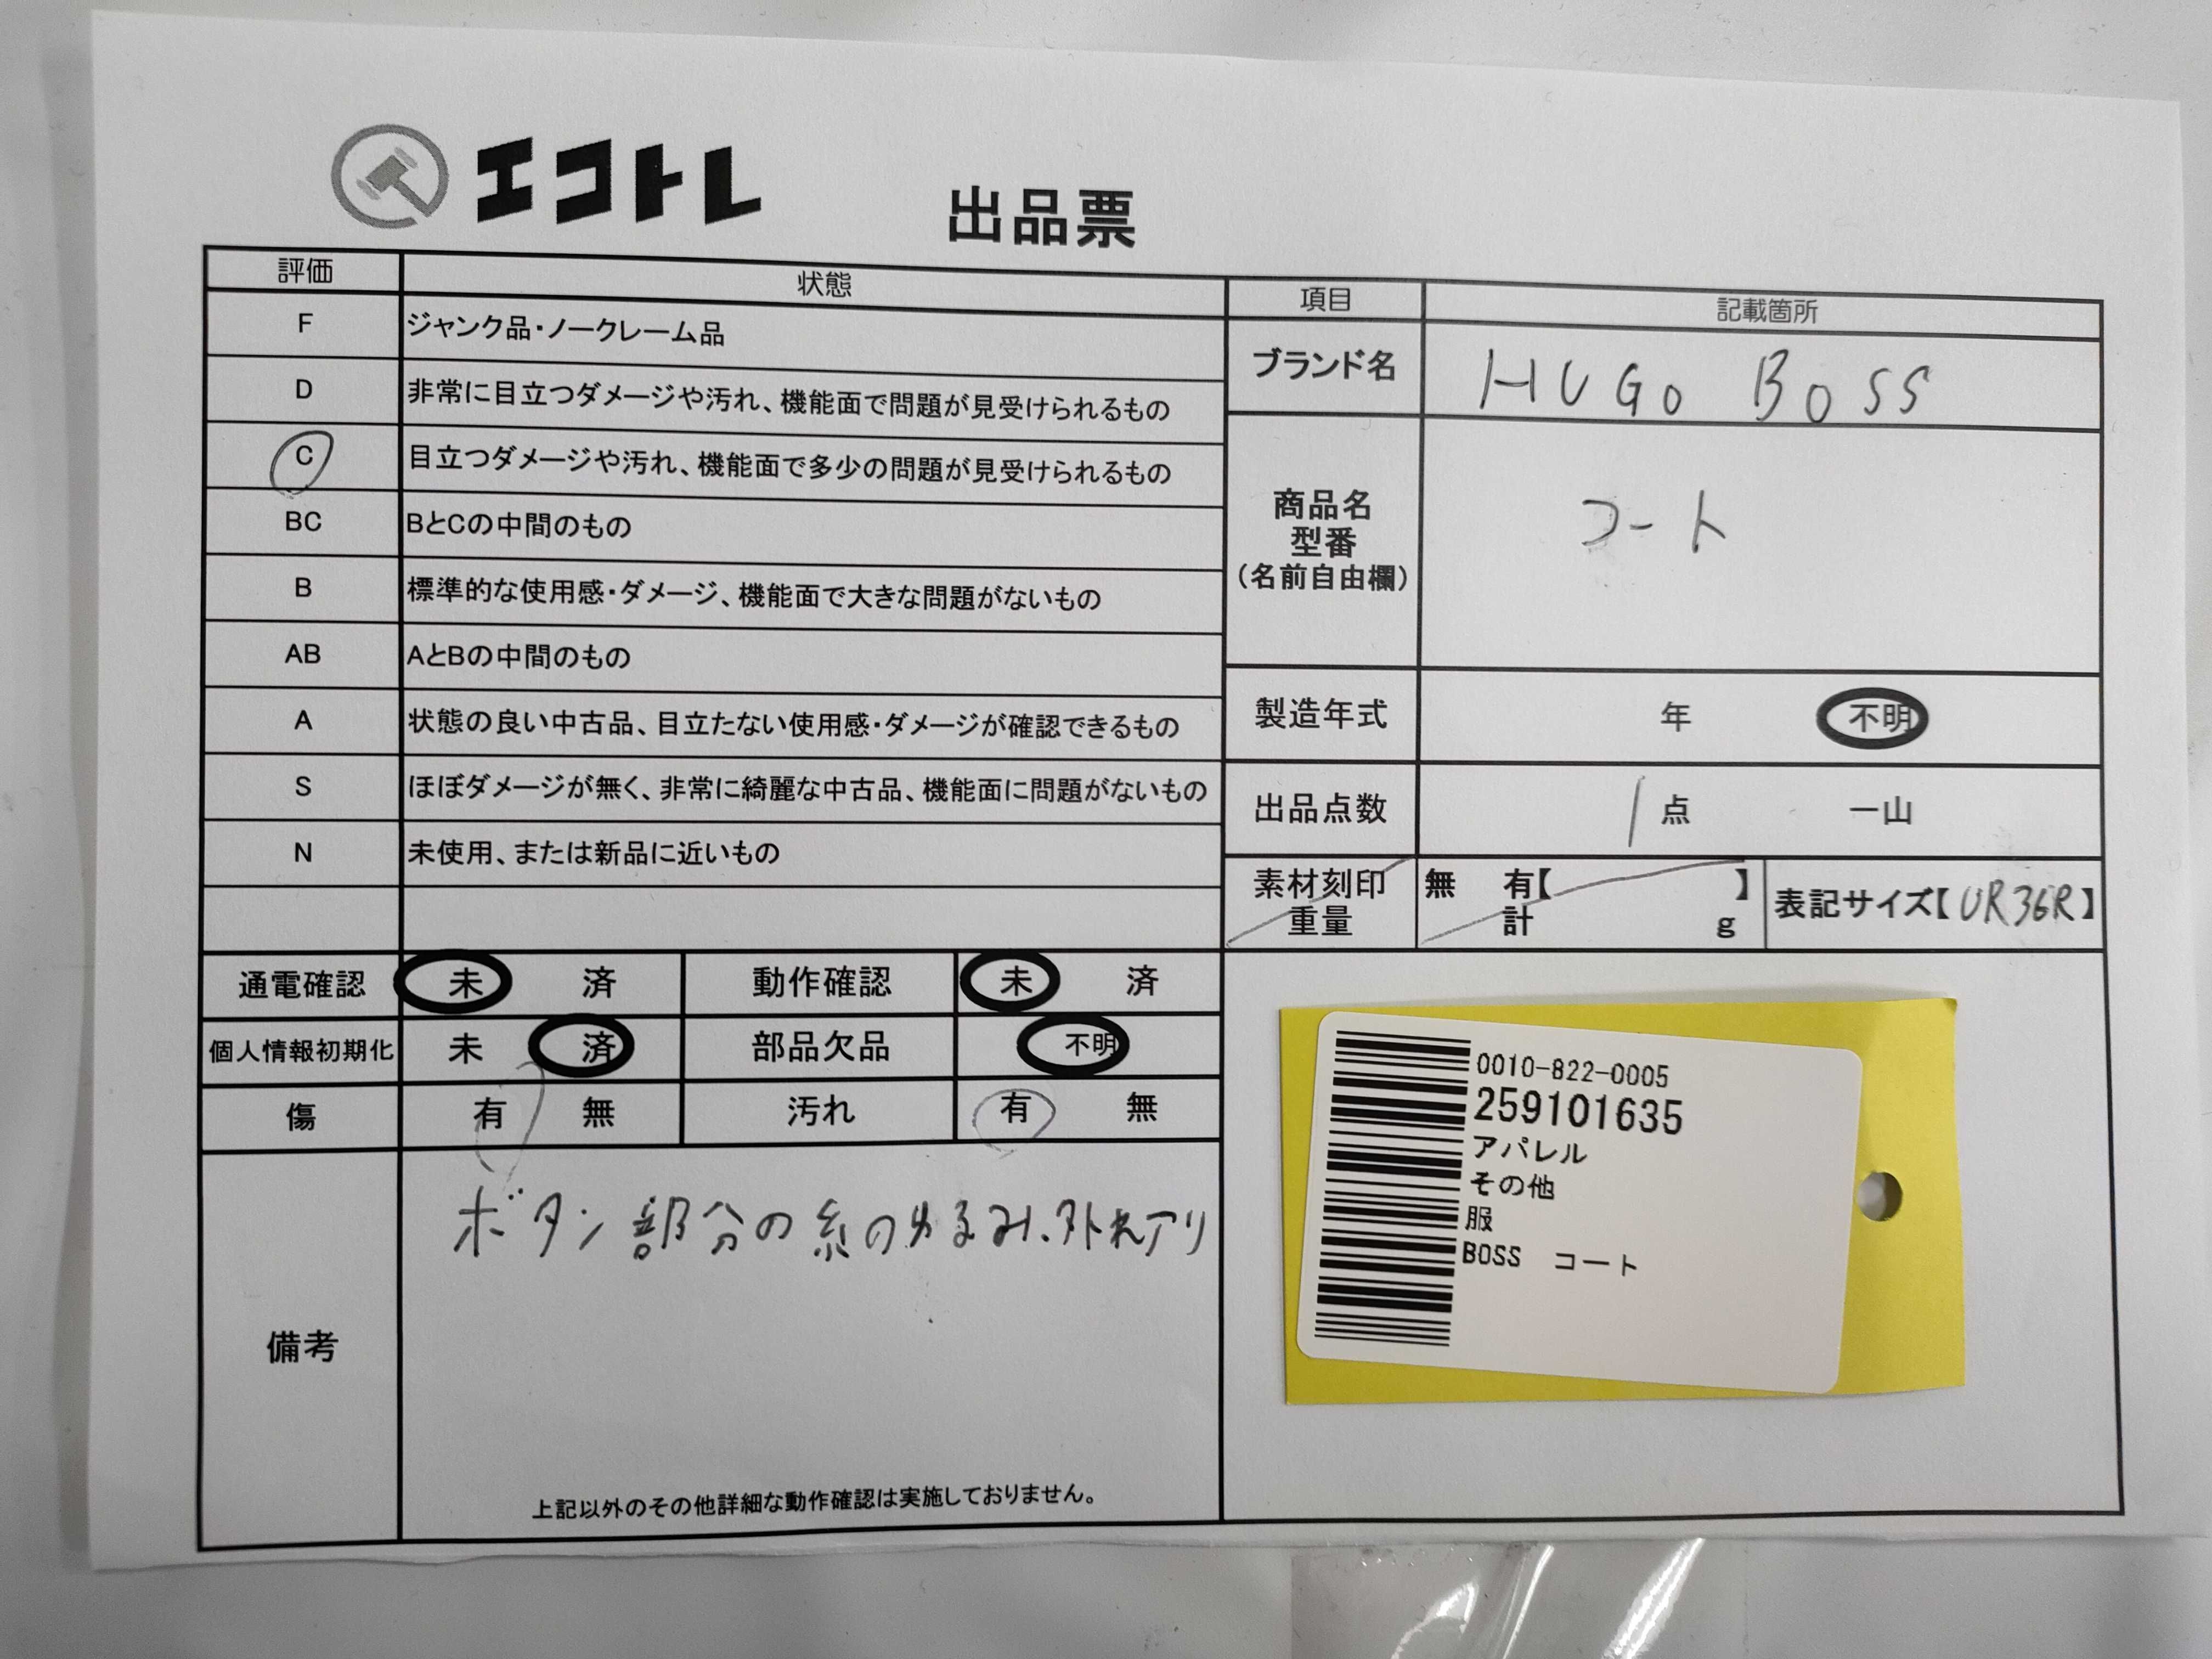 エコトレ
出品票
評価 状態
F ジャンク品・ノークレーム品
D 非常に目立つダメージや汚れ、機能面で問題が見受けられるもの
C 目立つダメージや汚れ、機能面で多少の問題が見受けられるもの
BC BとCの中間のもの
B 標準的な使用感・ダメージ、機能面で大きな問題がないもの
AB AとBの中間のもの
A 状態の良い中古品、目立たない使用感・ダメージが確認できるもの
S ほぼダメージが無く、非常に綺麗な中古品、機能面に問題がないもの
N 未使用、または新品に近いもの
項目 記載箇所
ブランド名 HUGO BOSS
商品名
型番
(名前自由欄)
コート
製造年式 年 不明
出品点数 1 点 一山
素材刻印 無 有【 】
重量 計 g
表記サイズ【UR36R】
通電確認 未 済 動作確認 未 済
個人情報初期化 未 済 部品欠品 不明
傷 有 無 汚れ 有 無
備考
ボタン部分の糸のゆるみ、外れアリ
上記以外のその他詳細な動作確認は実施しておりません。
0010-822-0005
259101635
アパレル
その他
服
BOSS コート